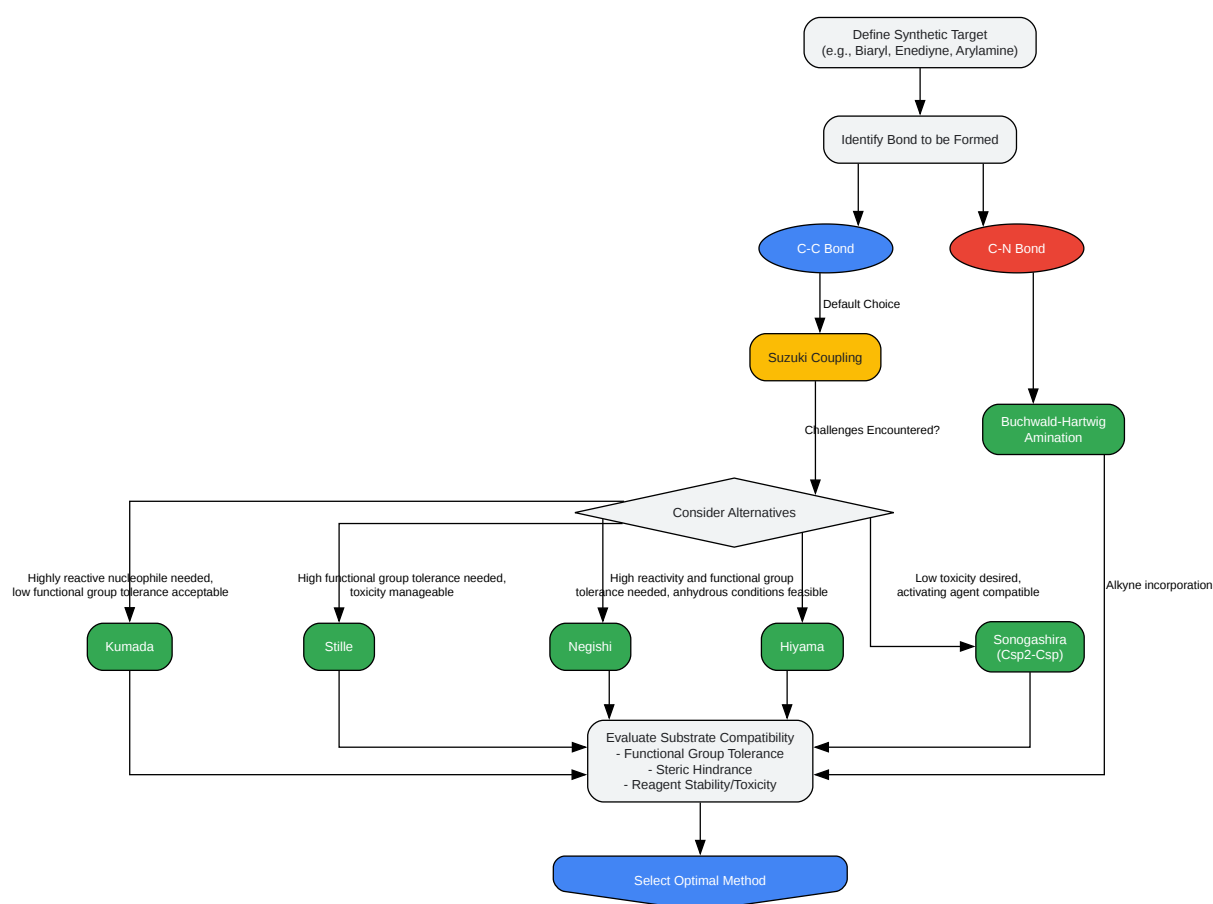 Define Synthetic Target
(e.g., Biaryl, Enediyne, Arylamine)
Identify Bond to be Formed
C-C Bond
C-N Bond
Default Choice
Suzuki Coupling
Challenges Encountered?
Buchwald-Hartwig
Amination
Consider Alternatives
Highly reactive nucleophile needed,
low functional group tolerance acceptable
High functional group tolerance needed,
toxicity manageable
High reactivity and functional group
tolerance needed, anhydrous conditions feasible
Low toxicity desired,
activating agent compatible
Alkyne incorporation
Kumada
Stille
Negishi
Hiyama
Sonogashira
(Csp2-Csp)
Evaluate Substrate Compatibility
- Functional Group Tolerance
- Steric Hindrance
- Reagent Stability/Toxicity
Select Optimal Method